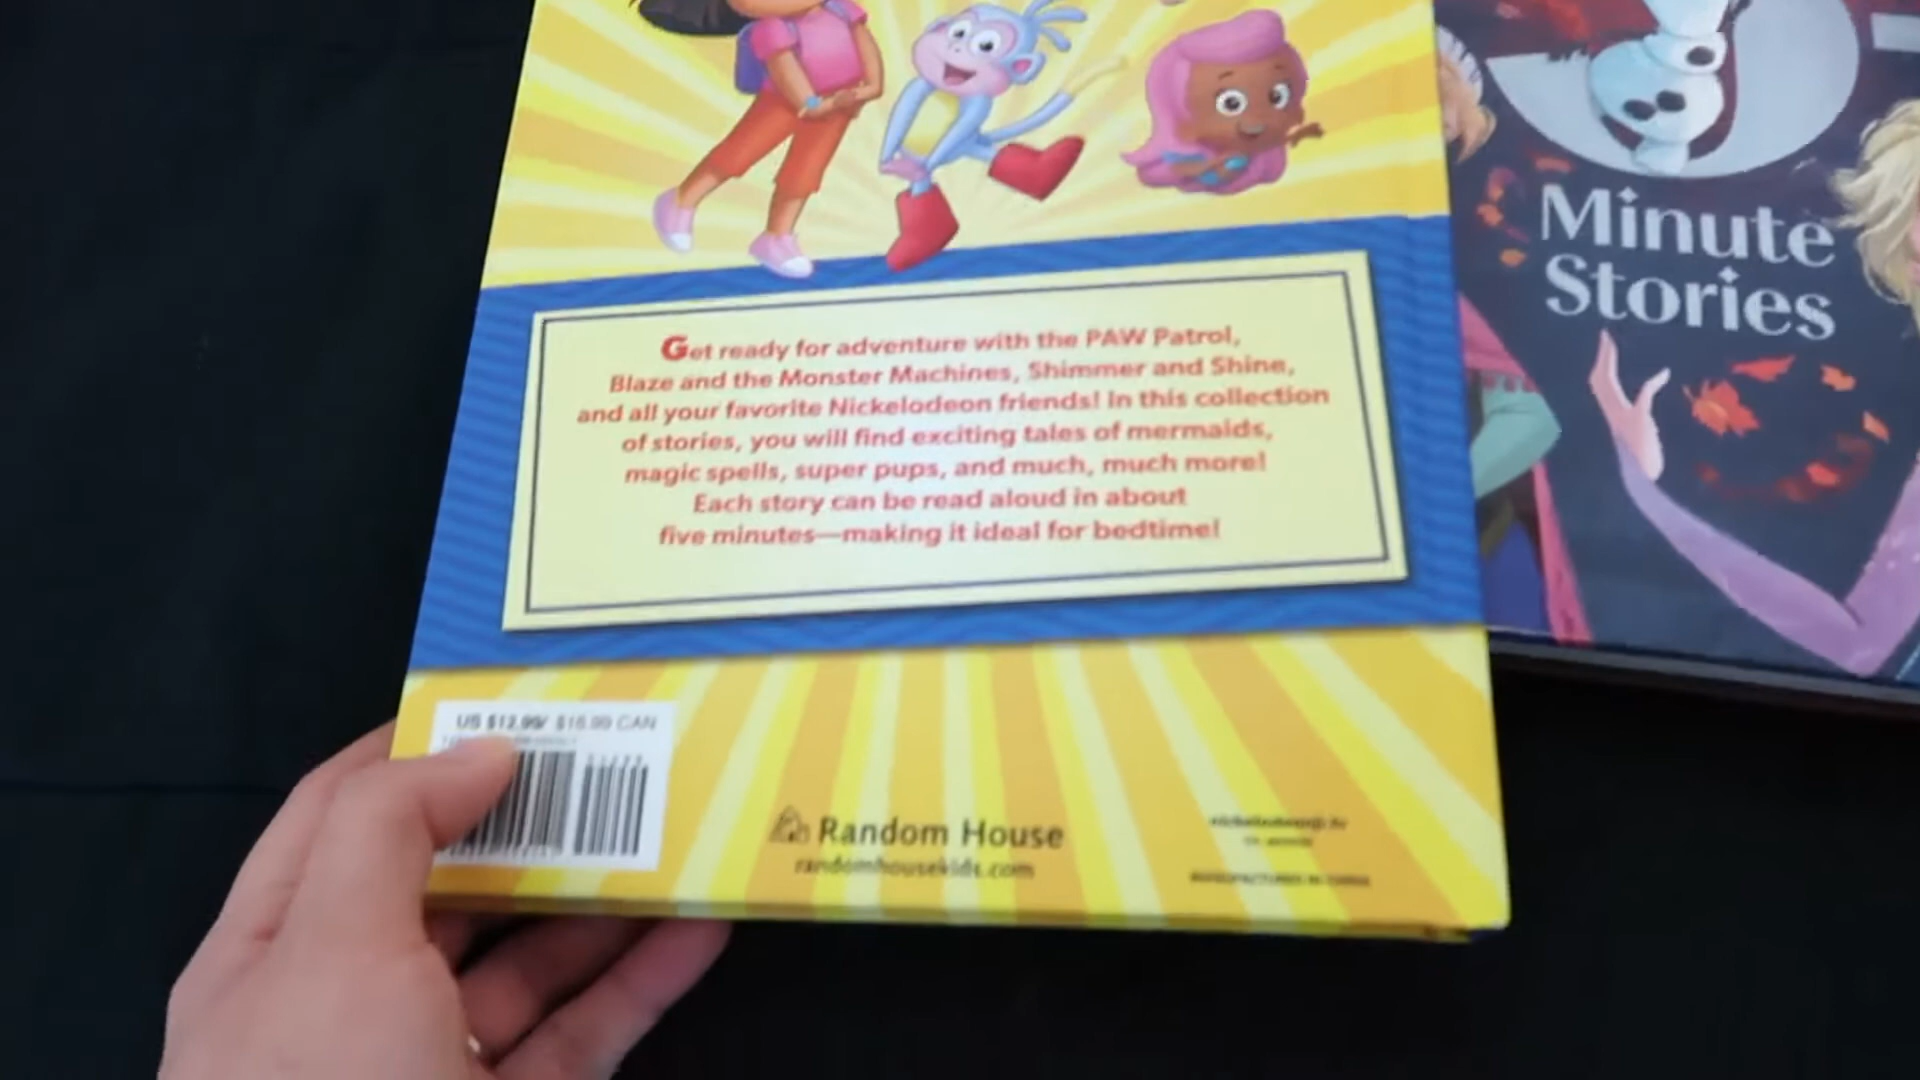 Get ready for adventure with the PAW Patrol,
Blaze and the Monster Machines, Shimmer and Shine,
and all your favorite Nickelodeon friends! In this collection
of stories, you will find exciting tales of mermaids,
magic spells, super pups, and much, much more!
Each story can be read aloud in about
five minutes—making it ideal for bedtime!
US $12.99/ $16.99 CAN
Random House
randomhousekids.com
Minute
Stories